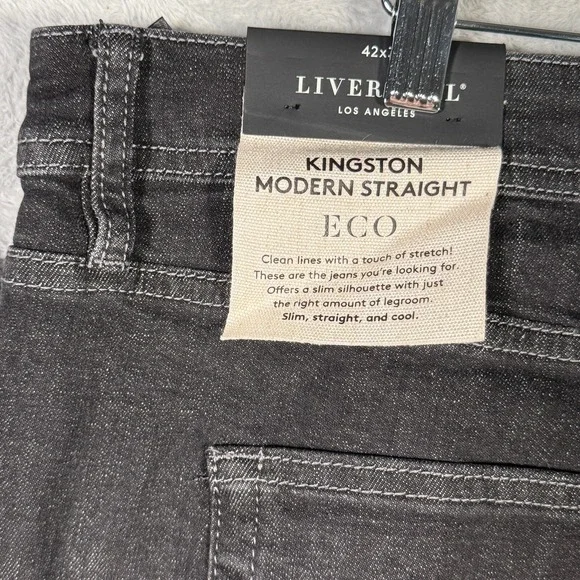 LOS ANGELES
KINGSTON
MODERN STRAIGHT
ECO
Clean lines with a touch of stretch!
These are the jeans you're looking for.
Offers a slim silhouette with just
the right amount of legroom.
Slim, straight, and cool.